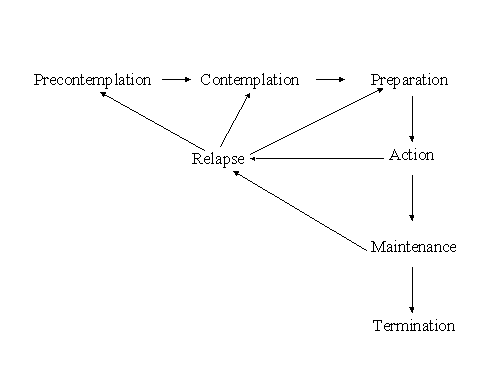 Precontemplation
Contemplation
Preparation
Relapse
Action
Maintenance
Termination